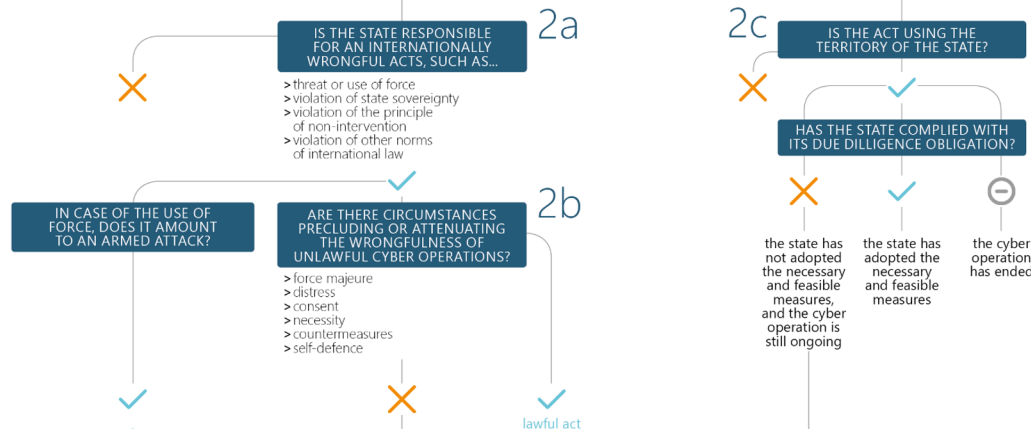 2a
IS THE STATE RESPONSIBLE
FOR AN INTERNATIONALLY
WRONGFUL ACTS, SUCH AS...
> threat or use of force
> violation of state sovereignty
> violation of the principle
of non-intervention
> violation of other norms
of international law
IN CASE OF THE USE OF
FORCE, DOES IT AMOUNT
TO AN ARMED ATTACK?
2b
ARE THERE CIRCUMSTANCES
PRECLUDING OR ATTENUATING
THE WRONGFULNESS OF
UNLAWFUL CYBER OPERATIONS?
> force majeure
> distress
> consent
> necessity
> countermeasures
> self-defence
lawful act
2c
IS THE ACT USING THE
TERRITORY OF THE STATE?
HAS THE STATE COMPLIED WITH
ITS DUE DILLIGENCE OBLIGATION?
the state has
not adopted
the necessary
and feasible
measures,
and the cyber
operation is
still ongoing
the state has
adopted the
necessary
and feasible
measures
the cyber
operation
has ended